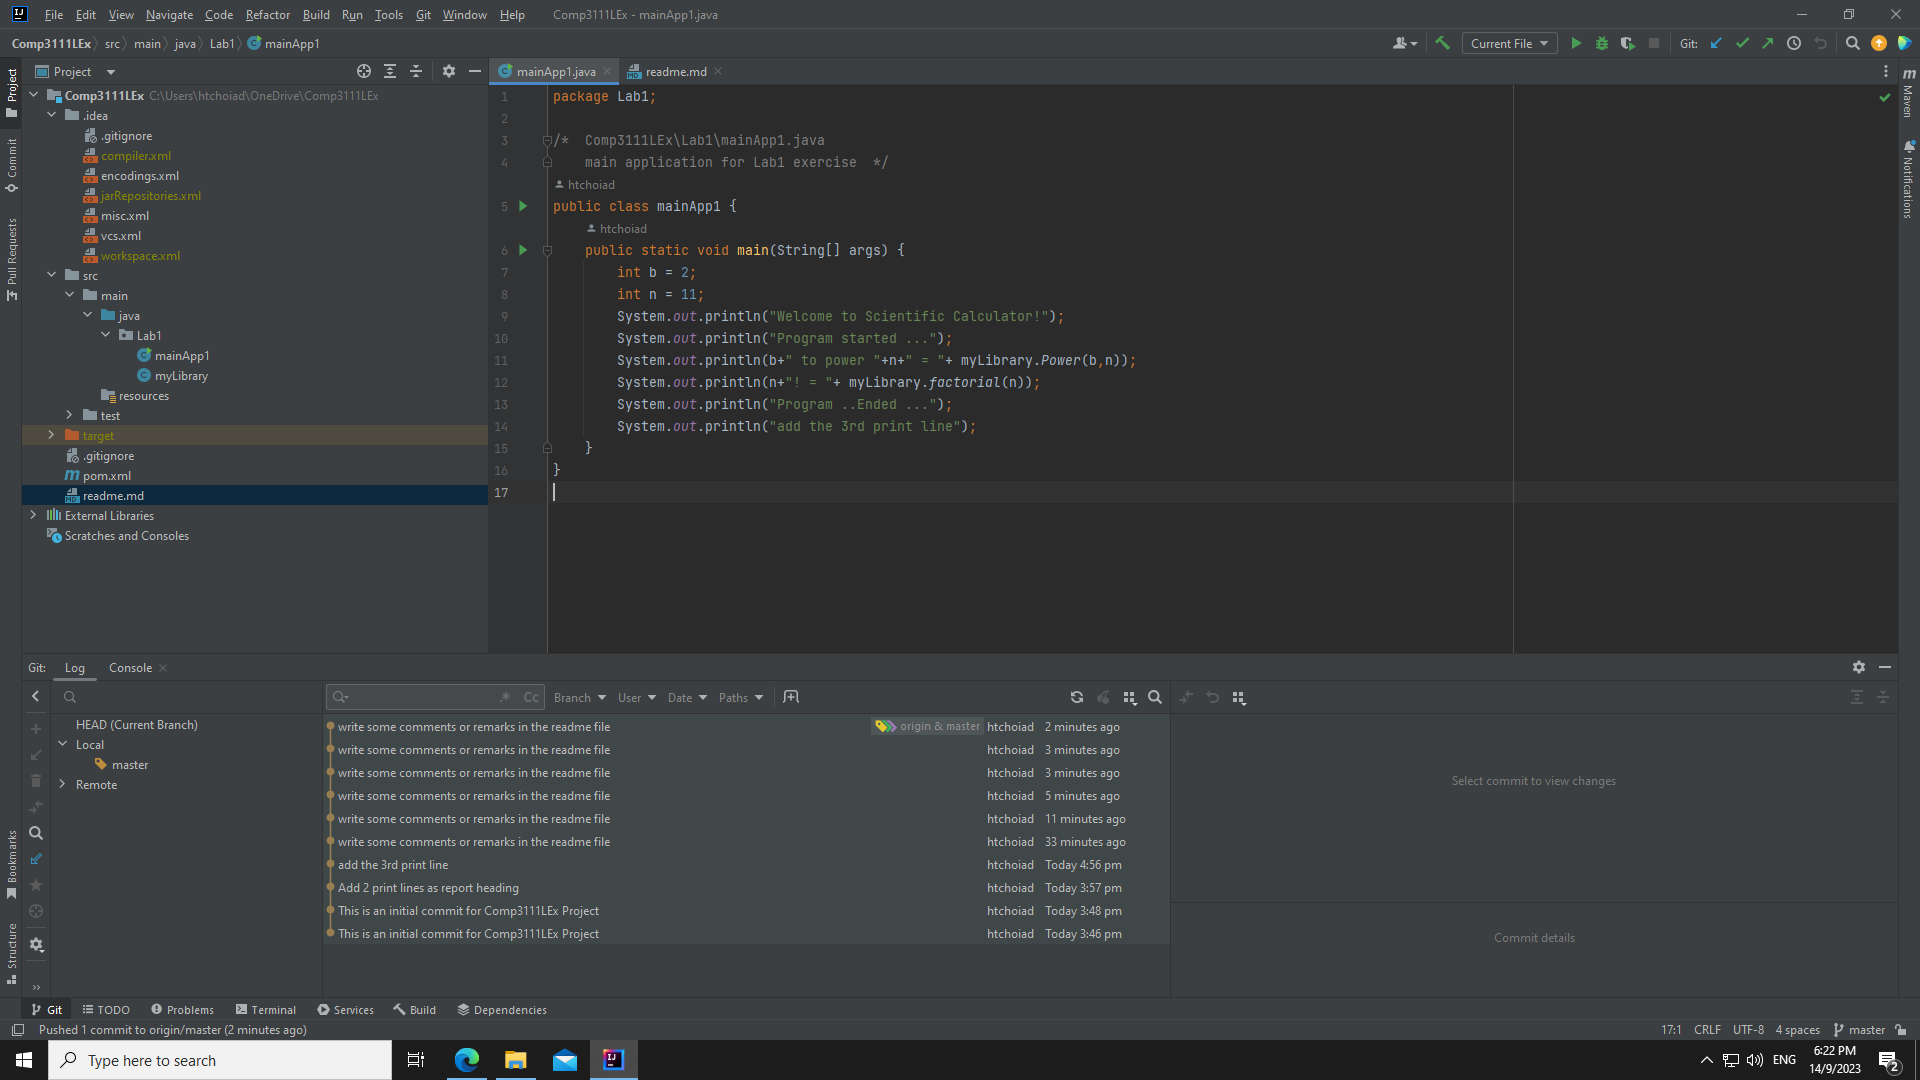 File Edit View Navigate Code Refactor Build Run Tools Git Window Help Comp3111LEx - mainApp1.java
Comp3111LEx src main java Lab1 mainApp1
Current File
Git:
Project
mainApp1.java
readme.md
Project
Commit
Pull Requests
Bookmarks
Structure
Comp3111LEx C:\Users\htchoiad\OneDrive\Comp3111LEx
.idea
.gitignore
compiler.xml
encodings.xml
jarRepositories.xml
misc.xml
vcs.xml
workspace.xml
src
main
java
Lab1
mainApp1
myLibrary
resources
test
target
.gitignore
pom.xml
readme.md
External Libraries
Scratches and Consoles
1 package Lab1;
2
3 /* Comp3111LEx\Lab1\mainApp1.java
4 main application for Lab1 exercise */
htchoiad
5 public class mainApp1 {
htchoiad
6 public static void main(String[] args) {
7 int b = 2;
8 int n = 11;
9 System.out.println("Welcome to Scientific Calculator!");
10 System.out.println("Program started ...");
11 System.out.println(b+" to power "+n+" = "+ myLibrary.Power(b,n));
12 System.out.println(n+"! = "+ myLibrary.factorial(n));
13 System.out.println("Program ..Ended ...");
14 System.out.println("add the 3rd print line");
15 }
16 }
17
m
Maven
Notifications
Git: Log Console
Cc Branch User Date Paths
HEAD (Current Branch)
Local
master
Remote
write some comments or remarks in the readme file origin & master htchoiad 2 minutes ago
write some comments or remarks in the readme file htchoiad 3 minutes ago
write some comments or remarks in the readme file htchoiad 3 minutes ago
write some comments or remarks in the readme file htchoiad 5 minutes ago
write some comments or remarks in the readme file htchoiad 11 minutes ago
write some comments or remarks in the readme file htchoiad 33 minutes ago
add the 3rd print line htchoiad Today 4:56 pm
Add 2 print lines as report heading htchoiad Today 3:57 pm
This is an initial commit for Comp3111LEx Project htchoiad Today 3:48 pm
This is an initial commit for Comp3111LEx Project htchoiad Today 3:46 pm
Select commit to view changes
Commit details
Git TODO Problems Terminal Services Build Dependencies
Pushed 1 commit to origin/master (2 minutes ago) 17:1 CRLF UTF-8 4 spaces master
Type here to search
ENG
6:22 PM
14/9/2023
2